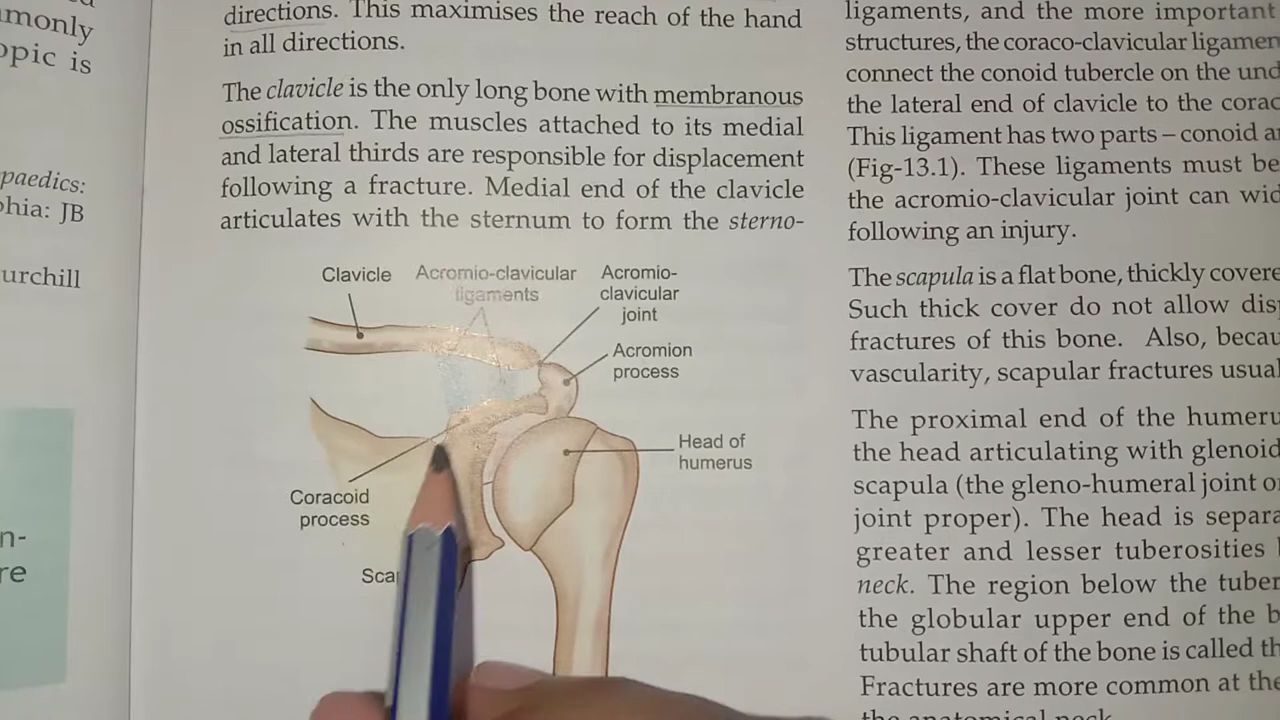 monly
opic is
paedics:
phia: JB
urchill
n-
re
directions. This maximises the reach of the hand
in all directions.
The clavicle is the only long bone with membranous
ossification. The muscles attached to its medial
and lateral thirds are responsible for displacement
following a fracture. Medial end of the clavicle
articulates with the sternum to form the sterno-
Clavicle
Acromio-clavicular
ligaments
Acromio-
clavicular
joint
Acromion
process
Head of
humerus
Coracoid
process
Sca
ligaments, and the more important
structures, the coraco-clavicular ligamen
connect the conoid tubercle on the und
the lateral end of clavicle to the corac
This ligament has two parts – conoid a
(Fig-13.1). These ligaments must be
the acromio-clavicular joint can wid
following an injury.
The scapula is a flat bone, thickly covere
Such thick cover do not allow disp
fractures of this bone. Also, becau
vascularity, scapular fractures usual
The proximal end of the humeru
the head articulating with glenoid
scapula (the gleno-humeral joint o
joint proper). The head is separa
greater and lesser tuberosities
neck. The region below the tuber
the globular upper end of the b
tubular shaft of the bone is called th
Fractures are more common at the
the anatomical neck